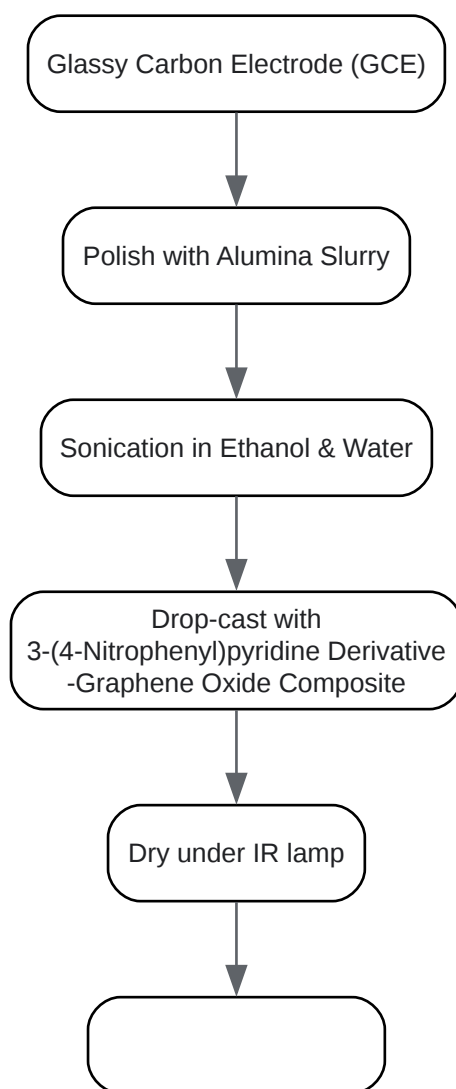 Glassy Carbon Electrode (GCE)
Polish with Alumina Slurry
Sonication in Ethanol & Water
Drop-cast with
3-(4-Nitrophenyl)pyridine Derivative
-Graphene Oxide Composite
Dry under IR lamp